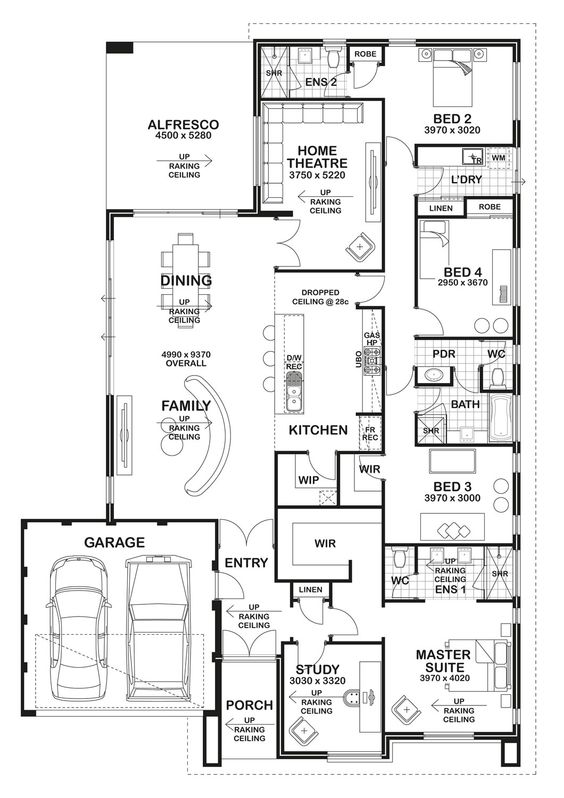 ROBE
SHR
ENS 2
BED 2
3970 x 3020
ALFRESCO
4500 x 5280
UP
RAKING
CEILING
HOME
THEATRE
3750 x 5220
UP
RAKING
CEILING
TR
WM
L'DRY
LINEN
ROBE
BED 4
2950 x 3670
DINING
UP
RAKING
CEILING
4990 x 9370
OVERALL
DROPPED
CEILING @ 28c
GAS
HP
UBO
D/W
REC
PDR
WC
FAMILY
UP
RAKING
CEILING
BATH
SHR
KITCHEN
FR
REC
WIP
WIR
BED 3
3970 x 3000
GARAGE
ENTRY
WIR
WC
UP
RAKING
CEILING
ENS 1
SHR
LINEN
UP
RAKING
CEILING
STUDY
3030 x 3320
UP
RAKING
CEILING
MASTER
SUITE
3970 x 4020
UP
RAKING
CEILING
PORCH
UP
RAKING
CEILING